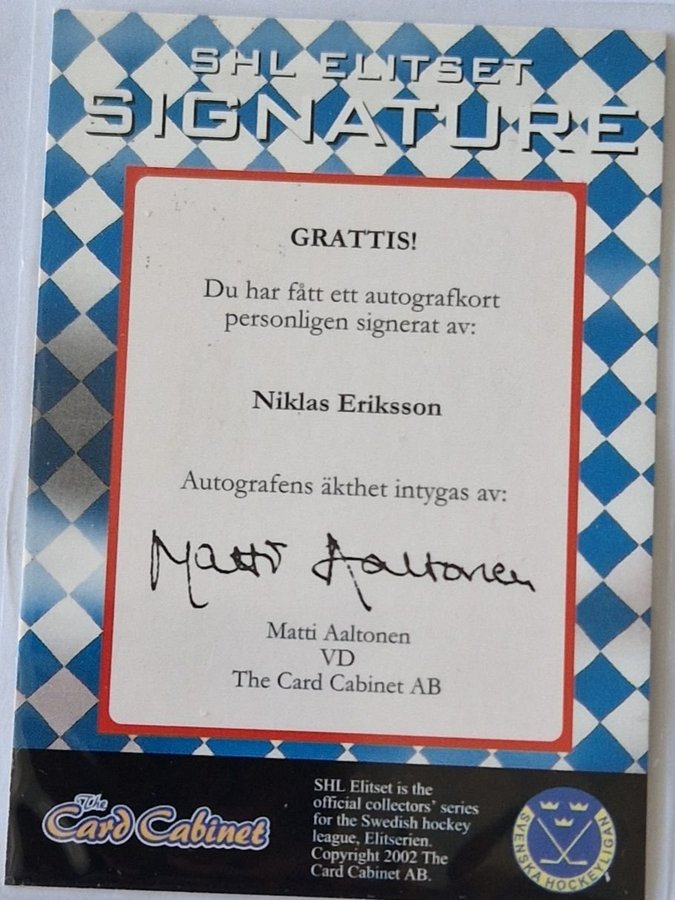 SHL ELITSET
SIGNATURE
GRATTIS!
Du har fått ett autografkort
personligen signerat av:
Niklas Eriksson
Autografens äkthet intygas av:
Matti Aaltonen
Matti Aaltonen
VD
The Card Cabinet AB
The
Card Cabinet
SHL Elitset is the
official collectors' series
for the Swedish hockey
league, Elitserien.
Copyright 2002 The
Card Cabinet AB.
SVENSKA HOCKEYLIGAN